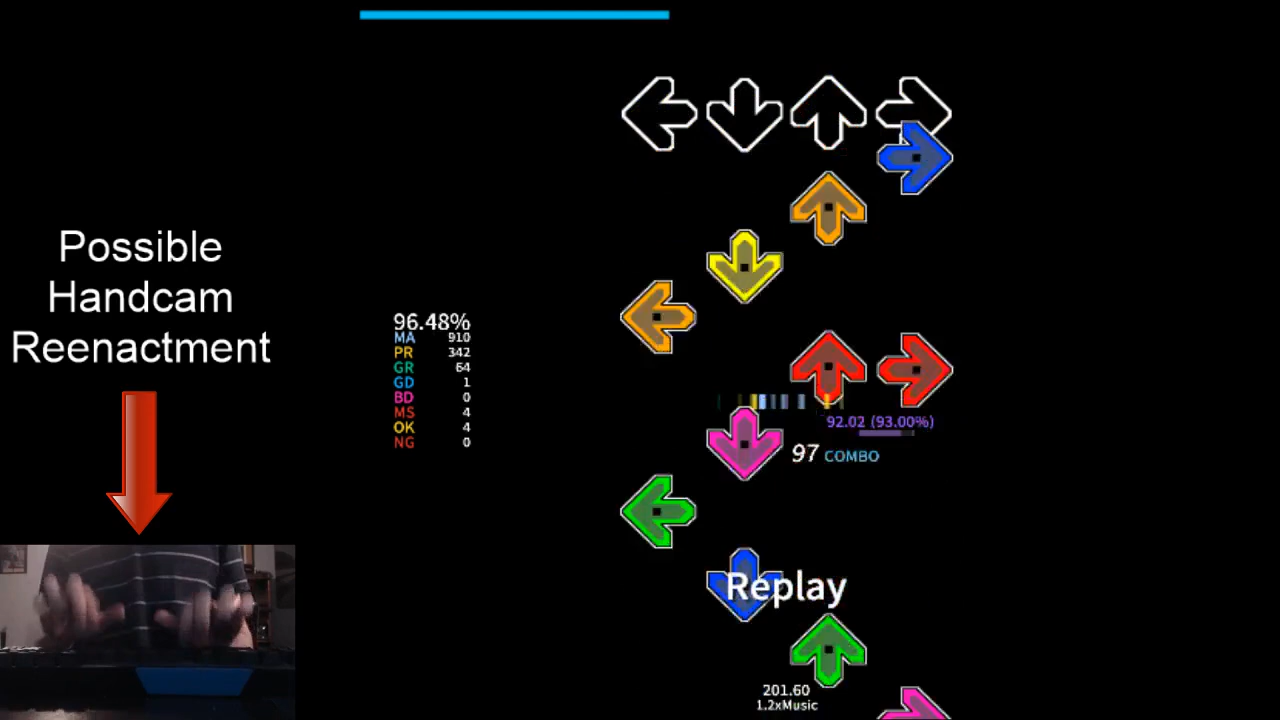 Possible
Handcam
Reenactment
96.48%
MA 910
PR 342
GR 64
GD 1
BD 0
MS 4
OK 4
NG 0
92.02 (93.00%)
97 COMBO
Replay
201.60
1.2xMusic